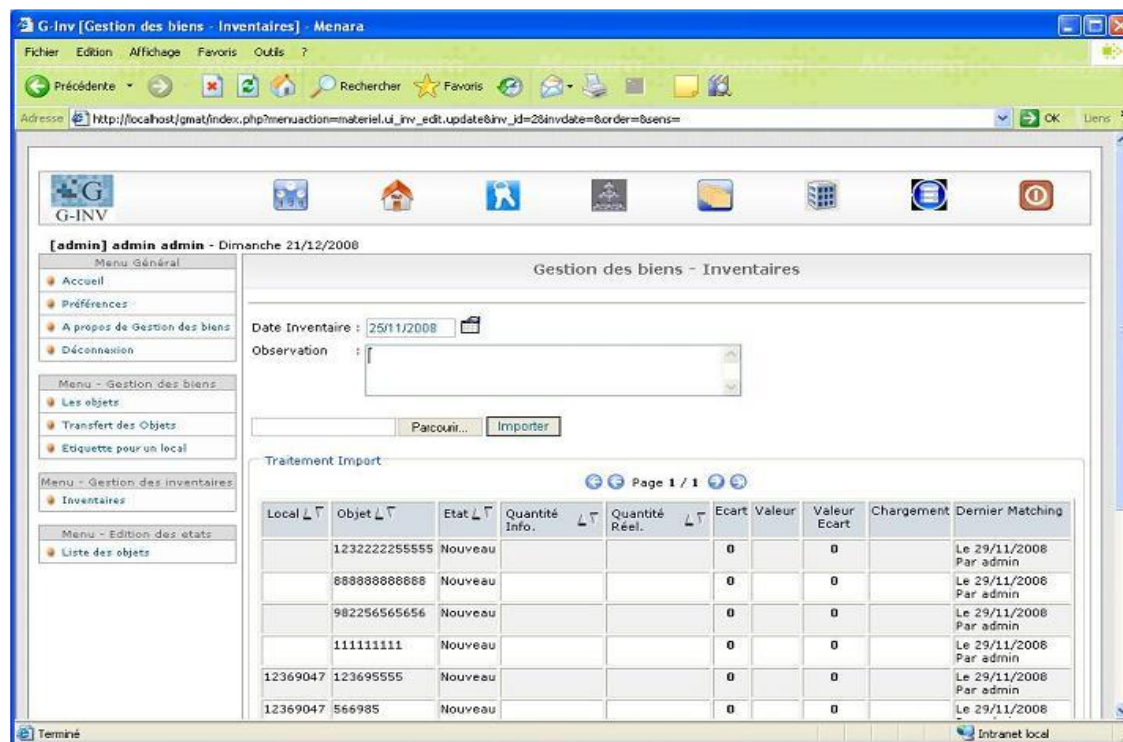 G-Inv [Gestion des biens - Inventaires] - Menara
Fichier Edition Affichage Favoris Outils ?
Précédente Rechercher Favoris
Adresse http://localhost/gmat/index.php?menuaction=materiel.ui_inv_edit.update&inv_id=2&invdate=&order=&sens= OK Liens
G
G-INV
[admin] admin admin - Dimanche 21/12/2008
Menu Général
Accueil
Préférences
A propos de Gestion des biens
Déconnexion
Menu - Gestion des biens
Les objets
Transfert des Objets
Etiquette pour un local
Menu - Gestion des inventaires
Inventaires
Menu - Edition des etats
Liste des objets
Gestion des biens - Inventaires
Date Inventaire : 25/11/2008
Observation :
Parcourir... Importer
Traitement Import
Page 1 / 1
Local Objet Etat Quantité Info. Quantité Réel. Ecart Valeur Valeur Ecart Chargement Dernier Matching
1232222255555 Nouveau 0 0 Le 29/11/2008 Par admin
888888888888 Nouveau 0 0 Le 29/11/2008 Par admin
982256565656 Nouveau 0 0 Le 29/11/2008 Par admin
111111111 Nouveau 0 0 Le 29/11/2008 Par admin
12369047 123695555 Nouveau 0 0 Le 29/11/2008 Par admin
12369047 566985 Nouveau 0 0 Le 29/11/2008
Terminé Intranet local